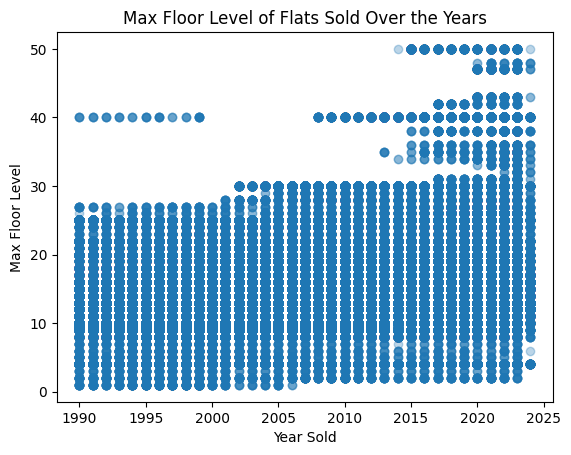 Max Floor Level of Flats Sold Over the Years
50
40
30
20
10
0
Max Floor Level
1990 1995 2000 2005 2010 2015 2020 2025
Year Sold